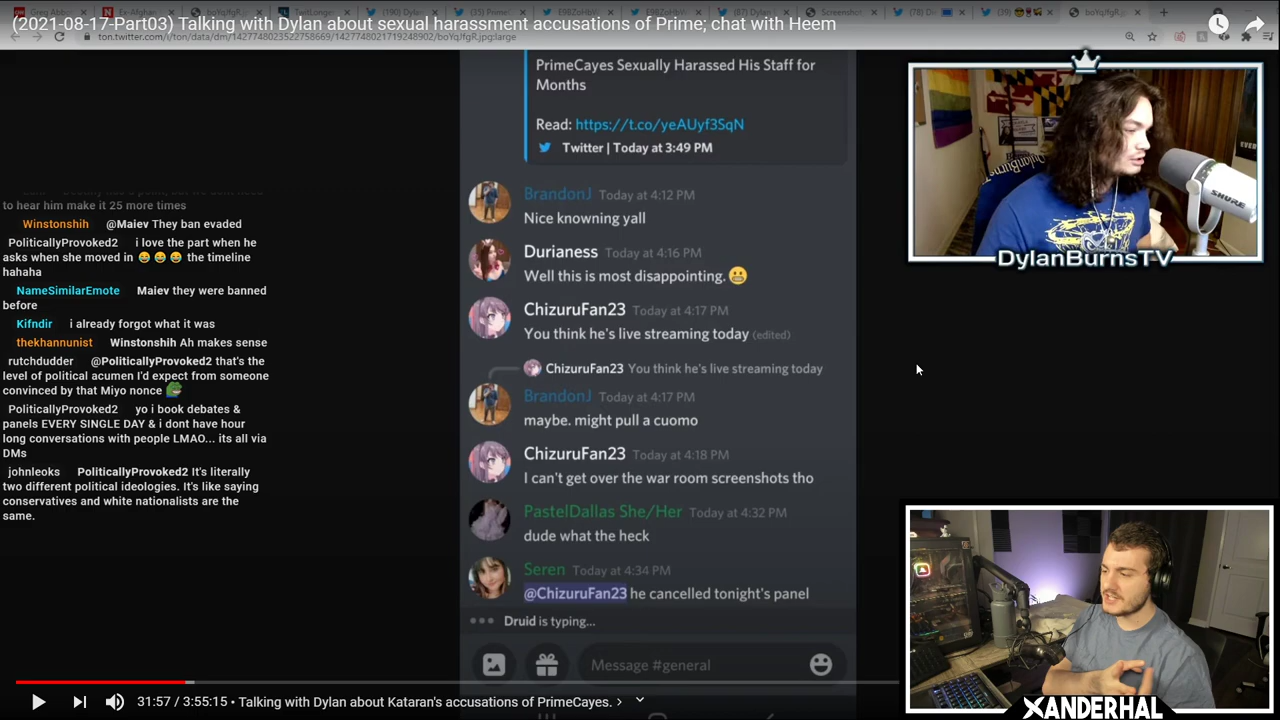 (2021-08-17-Part03) Talking with Dylan about sexual harassment accusations of Prime; chat with Heem
ton.twitter.com/i/ton/data/dm/1427748023522758669/1427748021719248902/boYqJfgR.jpg:large
to hear him make it 25 more times
Winstonshih @Maiev They ban evaded
PoliticallyProvoked2 i love the part when he
asks when she moved in 😂 😂 😂 the timeline
hahaha
NameSimilarEmote Maiev they were banned
before
Kifndir i already forgot what it was
thekhannunist Winstonshih Ah makes sense
rutchdudder @PoliticallyProvoked2 that's the
level of political acumen I'd expect from someone
convinced by that Miyo nonce
PoliticallyProvoked2 yo i book debates &
panels EVERY SINGLE DAY & i dont have hour
long conversations with people LMAO... its all via
DMs
johnleoks PoliticallyProvoked2 It's literally
two different political ideologies. It's like saying
conservatives and white nationalists are the
same.
PrimeCayes Sexually Harassed His Staff for
Months
Read: https://t.co/yeAUyf3SqN
Twitter | Today at 3:49 PM
BrandonJ Today at 4:12 PM
Nice knowning yall
Durianess Today at 4:16 PM
Well this is most disappointing. 😬
ChizuruFan23 Today at 4:17 PM
You think he's live streaming today (edited)
ChizuruFan23 You think he's live streaming today
BrandonJ Today at 4:17 PM
maybe. might pull a cuomo
ChizuruFan23 Today at 4:18 PM
I can't get over the war room screenshots tho
PastelDallas She/Her Today at 4:32 PM
dude what the heck
Seren Today at 4:34 PM
@ChizuruFan23 he cancelled tonight's panel
Druid is typing...
Message #general
SHURE
DylanBurnsTV
XANDERHAL
31:57 / 3:55:15 • Talking with Dylan about Kataran's accusations of PrimeCayes.